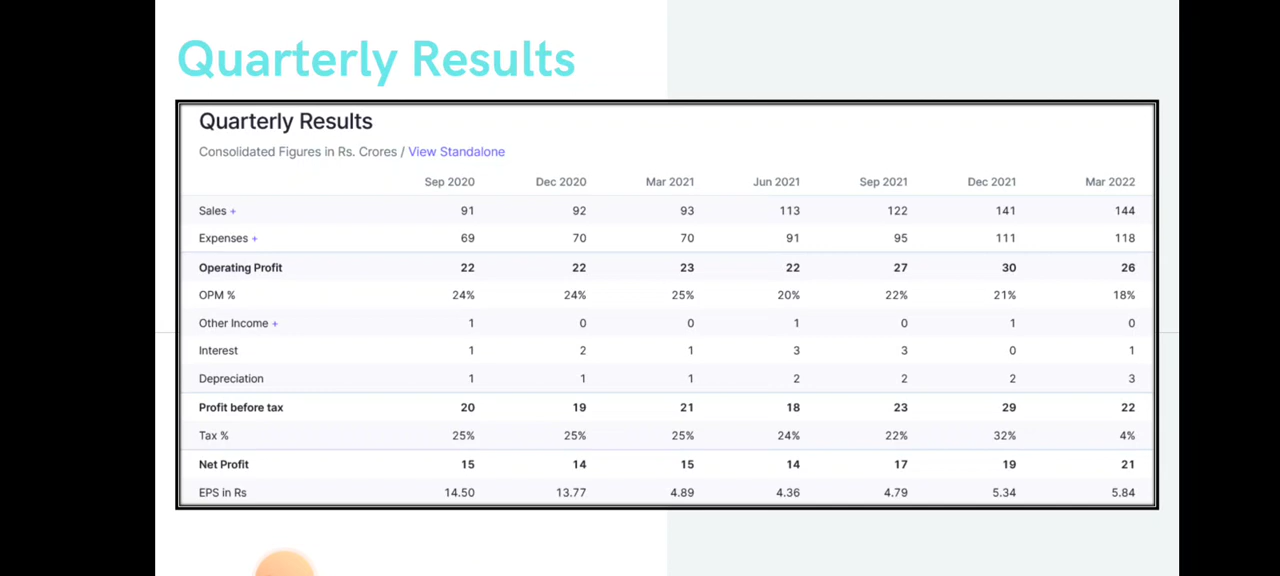 Quarterly Results
Quarterly Results
Consolidated Figures in Rs. Crores / View Standalone
Sep 2020 Dec 2020 Mar 2021 Jun 2021 Sep 2021 Dec 2021 Mar 2022
Sales + 91 92 93 113 122 141 144
Expenses + 69 70 70 91 95 111 118
Operating Profit 22 22 23 22 27 30 26
OPM % 24% 24% 25% 20% 22% 21% 18%
Other Income + 1 0 0 1 0 1 0
Interest 1 2 1 3 3 0 1
Depreciation 1 1 1 2 2 2 3
Profit before tax 20 19 21 18 23 29 22
Tax % 25% 25% 25% 24% 22% 32% 4%
Net Profit 15 14 15 14 17 19 21
EPS in Rs 14.50 13.77 4.89 4.36 4.79 5.34 5.84